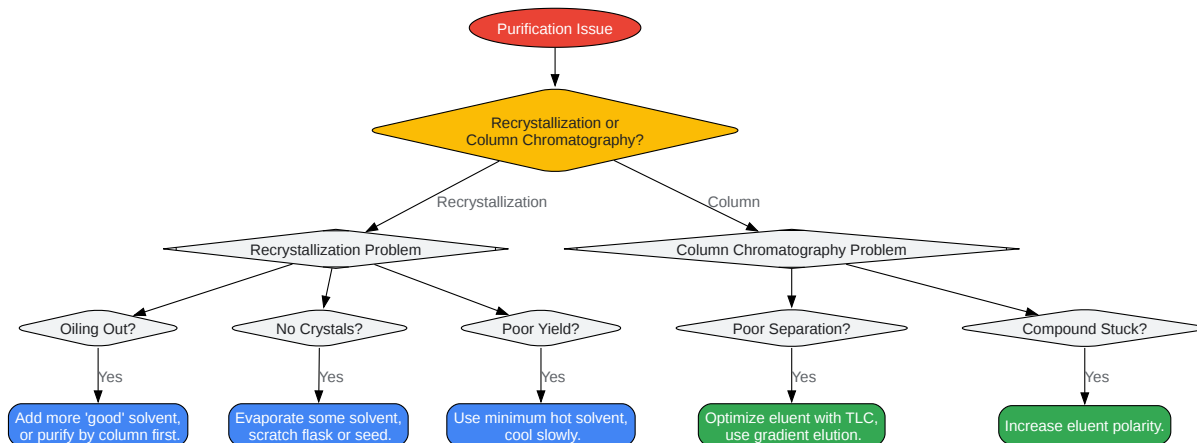 Purification Issue
Recrystallization or
Column Chromatography?
Recrystallization
Column
Recrystallization Problem
Column Chromatography Problem
Oiling Out?
No Crystals?
Poor Yield?
Poor Separation?
Compound Stuck?
Yes
Yes
Yes
Yes
Yes
Add more 'good' solvent,
or purify by column first.
Evaporate some solvent,
scratch flask or seed.
Use minimum hot solvent,
cool slowly.
Optimize eluent with TLC,
use gradient elution.
Increase eluent polarity.